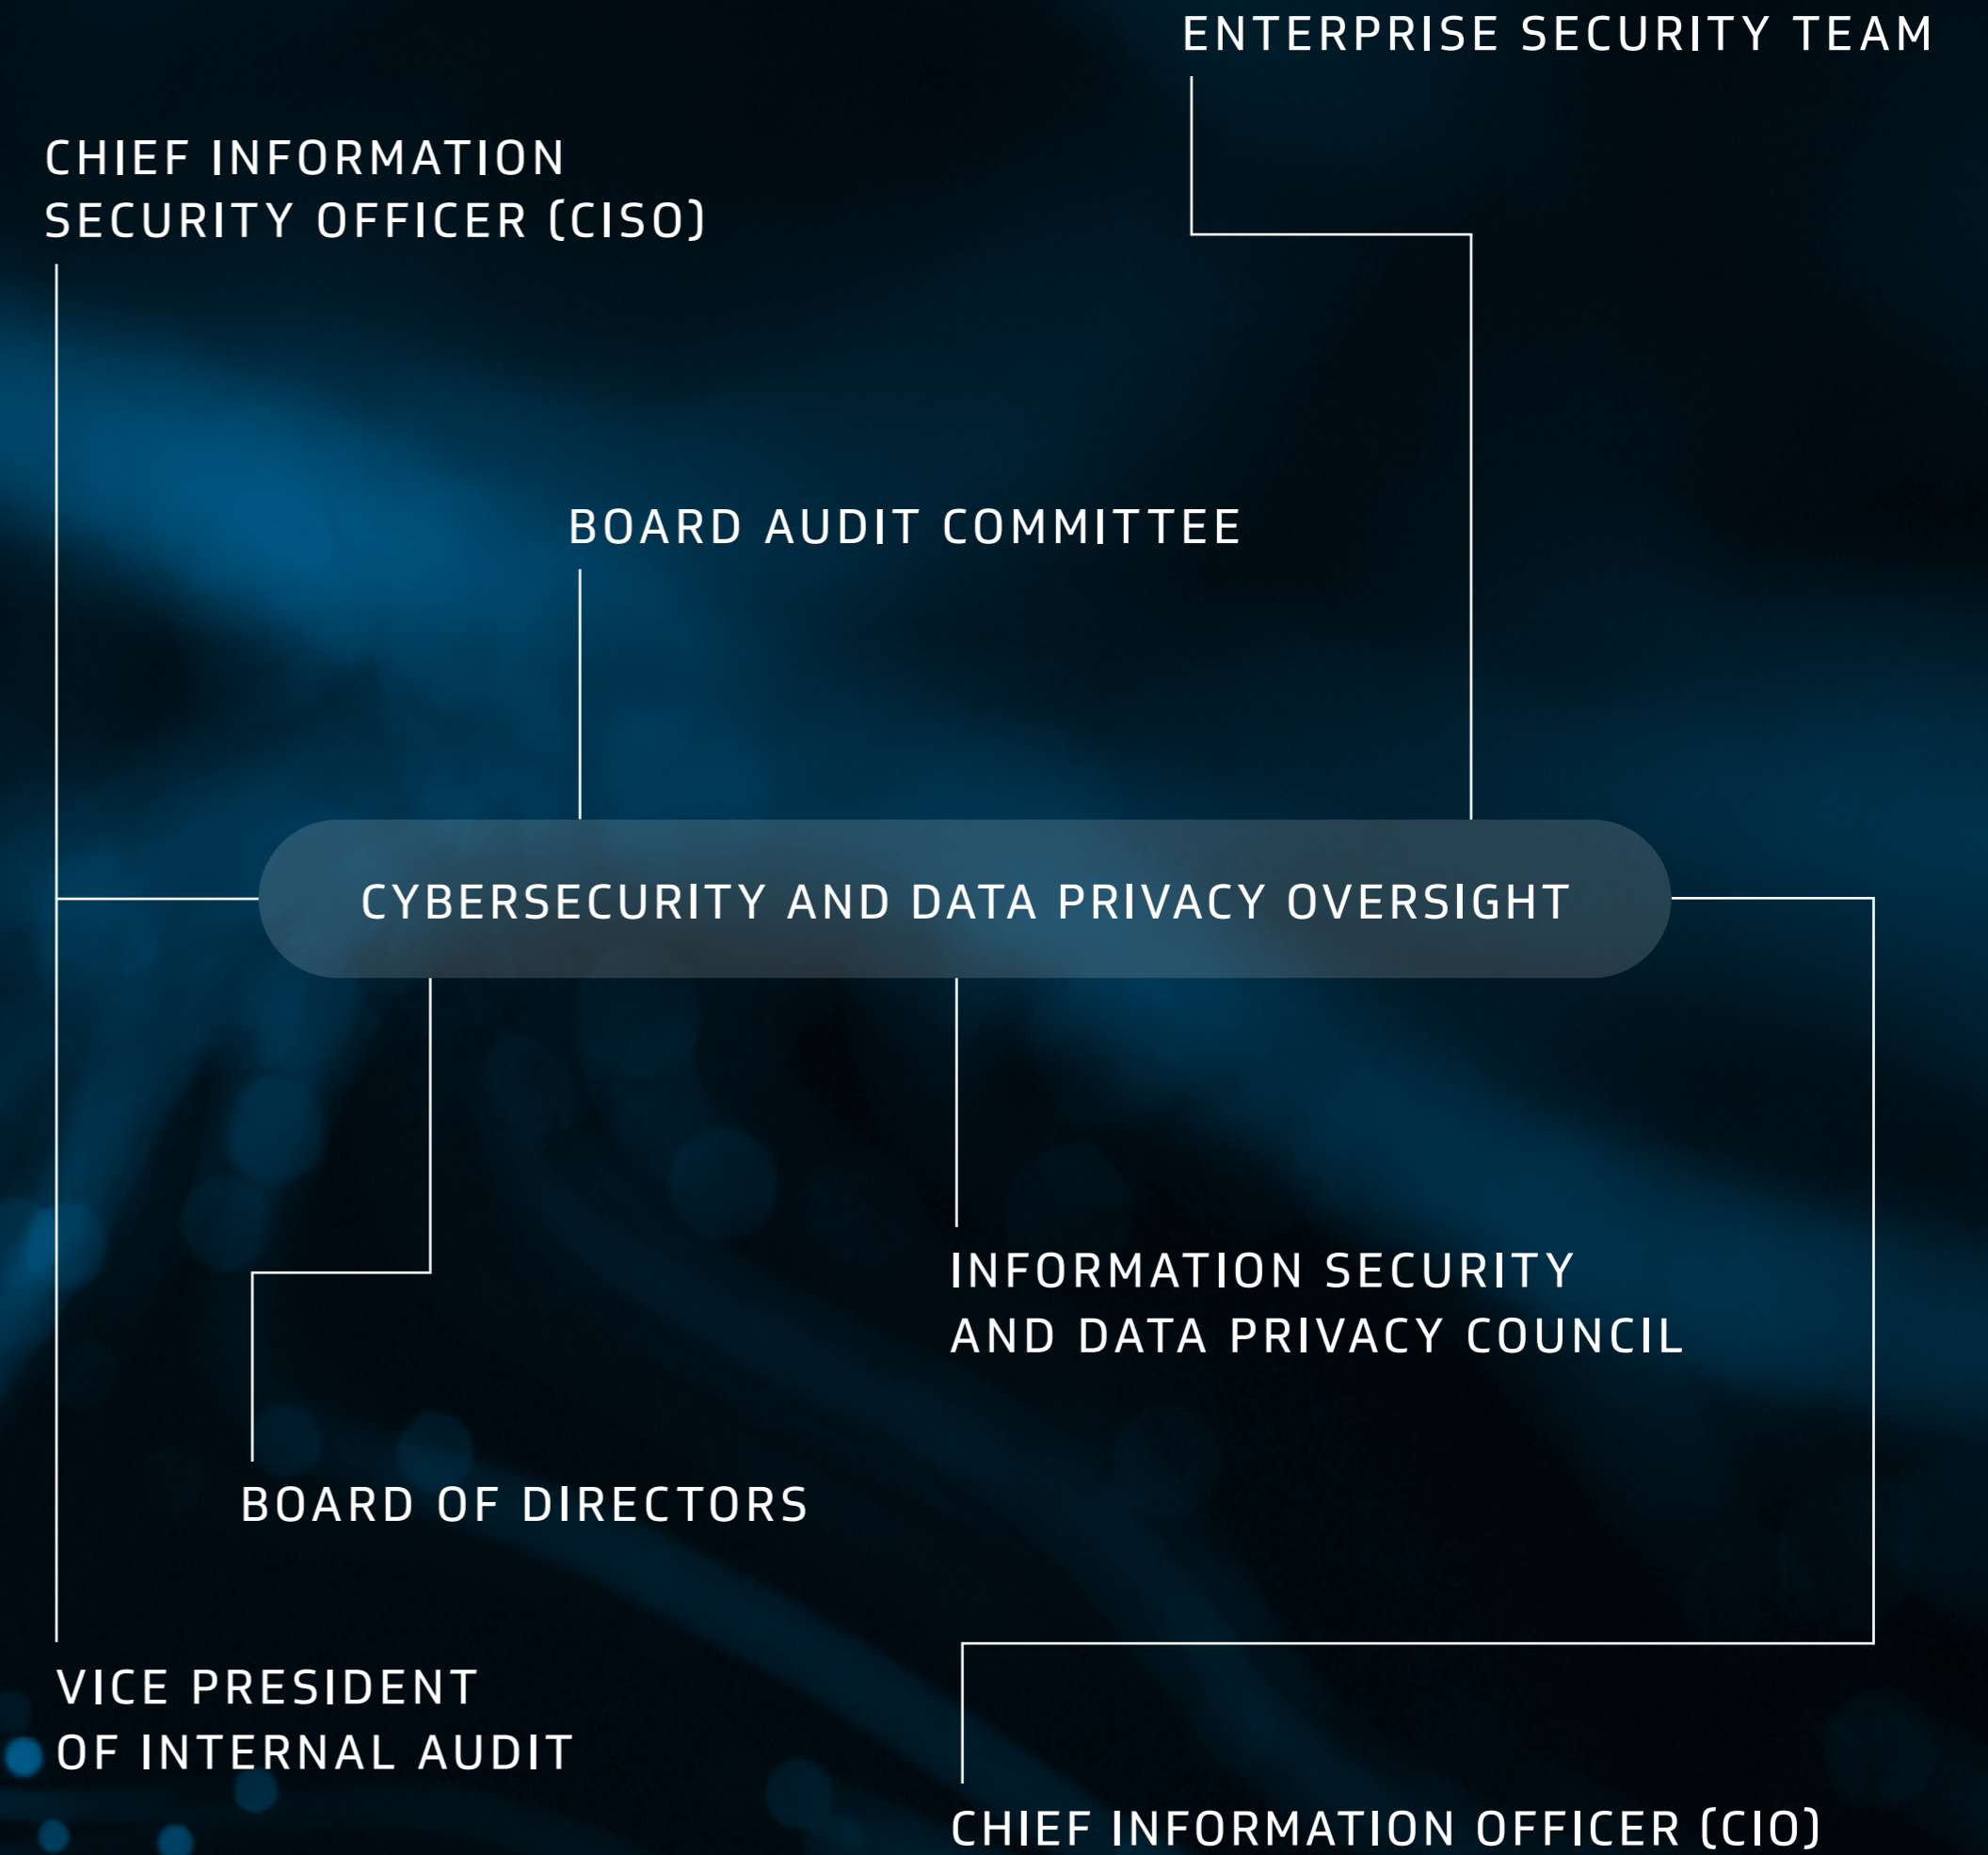 ENTERPRISE SECURITY TEAM
CHIEF INFORMATION
SECURITY OFFICER (CISO)
BOARD AUDIT COMMITTEE
CYBERSECURITY AND DATA PRIVACY OVERSIGHT
INFORMATION SECURITY
AND DATA PRIVACY COUNCIL
BOARD OF DIRECTORS
VICE PRESIDENT
OF INTERNAL AUDIT
CHIEF INFORMATION OFFICER (CIO)